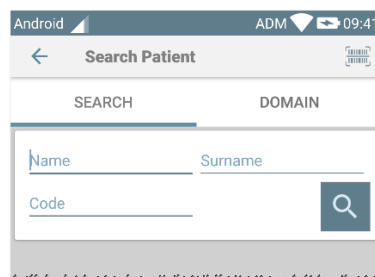 Android ADM 09:41
Search Patient
SEARCH DOMAIN
Name Surname
Code